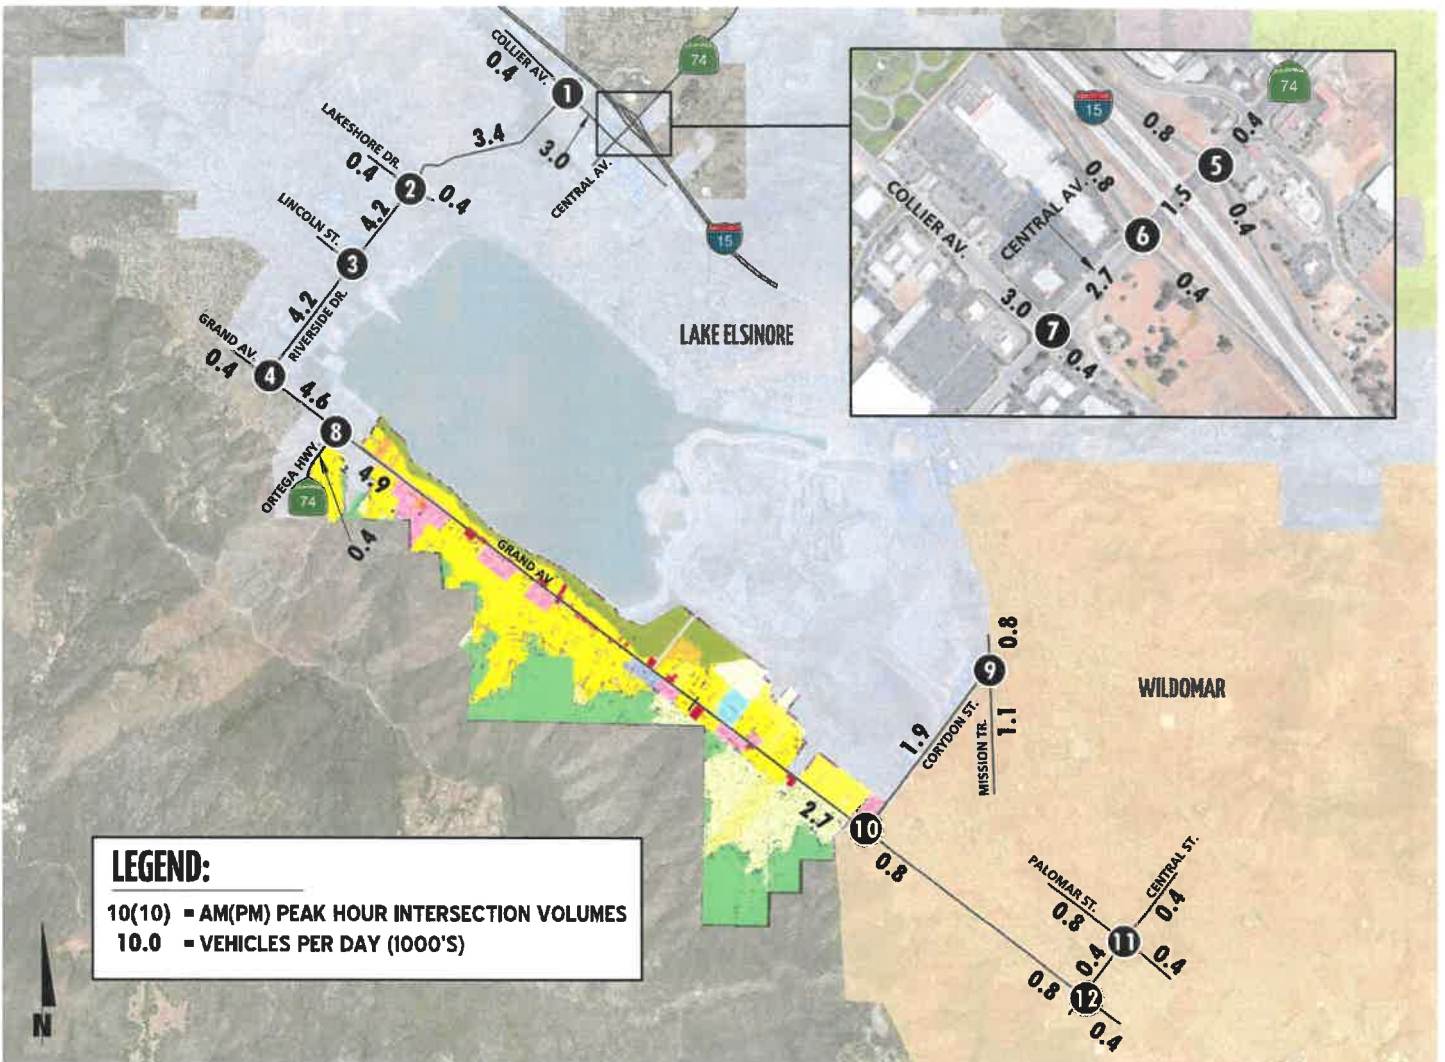 COLLIER AV.
0.4
1
74
3.4
3.0
CENTRAL AV.
15
LAKESHORE DR.
0.4
2
0.4
4.2
LINCOLN ST.
3
4.2
RIVERSIDE DR.
GRAND AV.
0.4
4
4.6
8
ORTEGA HWY.
74
0.4
4.9
GRAND AV.
LAKE ELSINORE
15
74
0.8
0.4
5
0.8
1.5
0.4
COLLIER AV.
CENTRAL AV.
6
2.7
0.4
3.0
7
0.4
0.8
9
WILDOMAR
1.9
CORYDON ST.
MISSION TR.
1.1
2.7
10
0.8
PALOMAR ST.
0.8
CENTRAL ST.
0.4
11
0.4
0.4
0.8
12
0.4
LEGEND:
10(10) = AM(PM) PEAK HOUR INTERSECTION VOLUMES
10.0 = VEHICLES PER DAY (1000'S)
N